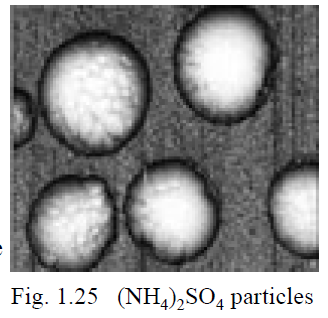 e
Fig. 1.25 (NH₄)₂SO₄ particles